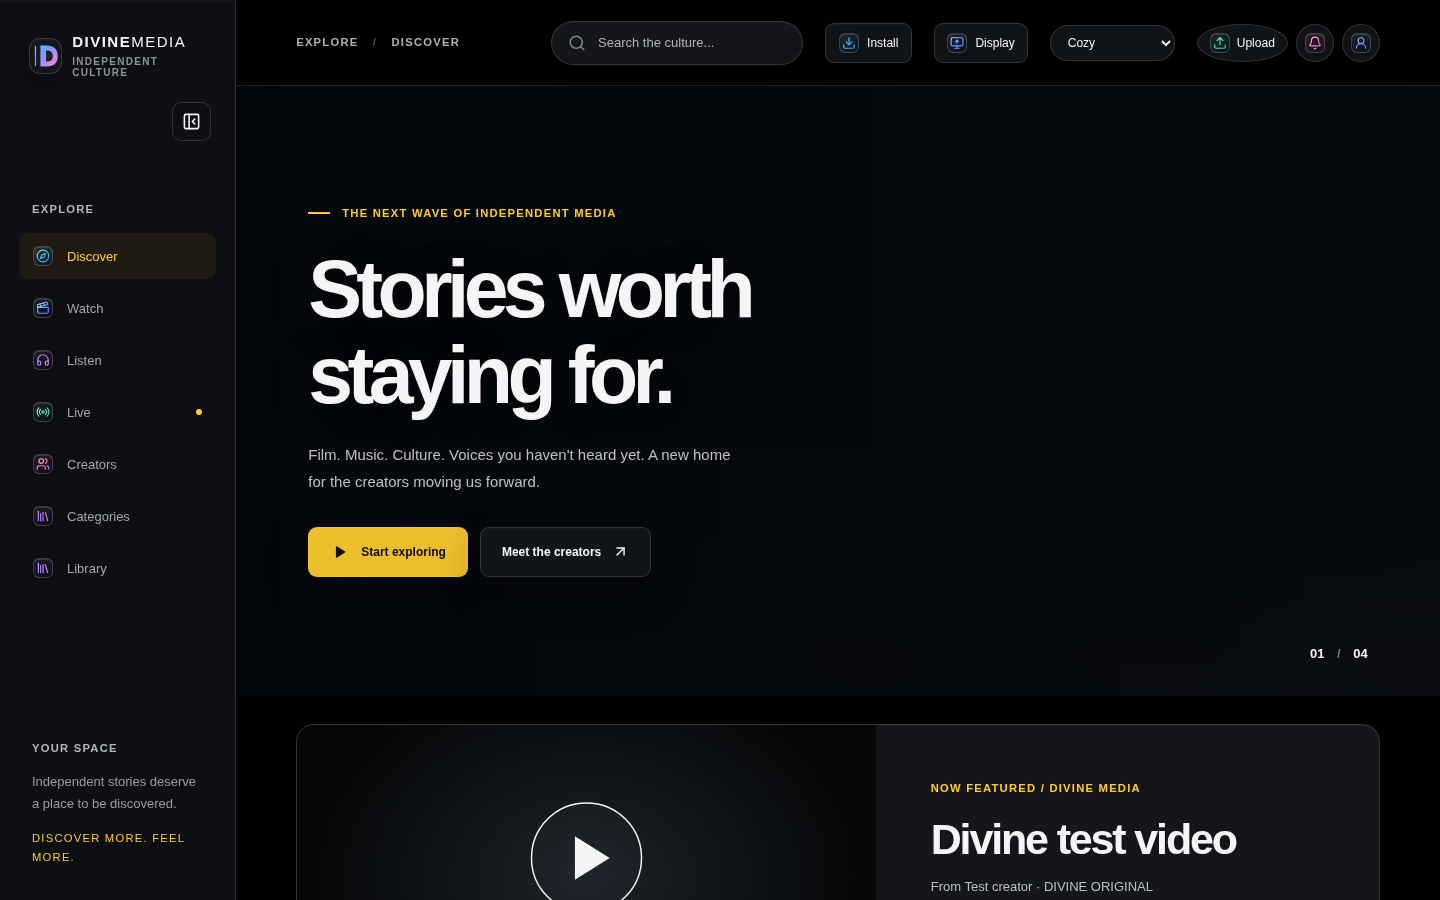 DIVINEMEDIA
INDEPENDENT
CULTURE
EXPLORE / DISCOVER
Search the culture...
Install
Display
Cozy
Upload
EXPLORE
Discover
Watch
Listen
Live
Creators
Categories
Library
YOUR SPACE
Independent stories deserve
a place to be discovered.
DISCOVER MORE. FEEL
MORE.
THE NEXT WAVE OF INDEPENDENT MEDIA
Stories worth
staying for.
Film. Music. Culture. Voices you haven't heard yet. A new home
for the creators moving us forward.
Start exploring
Meet the creators
01 / 04
NOW FEATURED / DIVINE MEDIA
Divine test video
From Test creator · DIVINE ORIGINAL